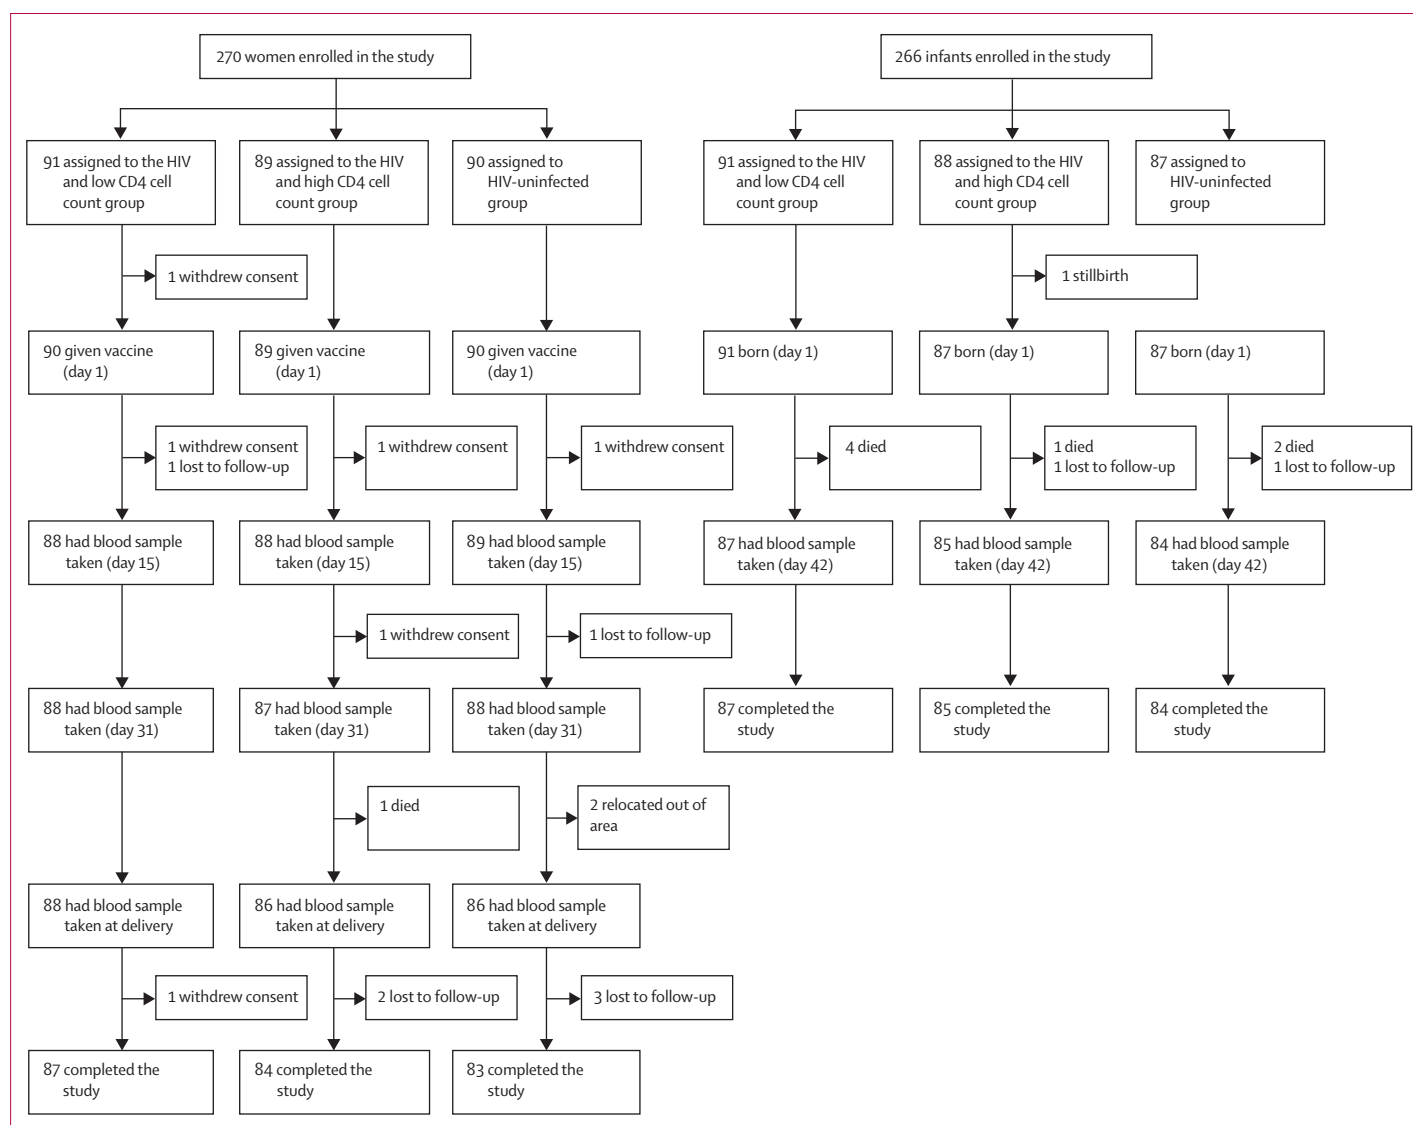 270 women enrolled in the study
266 infants enrolled in the study
91 assigned to the HIV
and low CD4 cell
count group
89 assigned to the HIV
and high CD4 cell
count group
90 assigned to
HIV-uninfected
group
91 assigned to the HIV
and low CD4 cell
count group
88 assigned to the HIV
and high CD4 cell
count group
87 assigned to
HIV-uninfected
group
1 withdrew consent
1 stillbirth
90 given vaccine
(day 1)
89 given vaccine
(day 1)
90 given vaccine
(day 1)
91 born (day 1)
87 born (day 1)
87 born (day 1)
1 withdrew consent
1 lost to follow-up
1 withdrew consent
1 withdrew consent
4 died
1 died
1 lost to follow-up
2 died
1 lost to follow-up
88 had blood sample
taken (day 15)
88 had blood sample
taken (day 15)
89 had blood sample
taken (day 15)
87 had blood sample
taken (day 42)
85 had blood sample
taken (day 42)
84 had blood sample
taken (day 42)
1 withdrew consent
1 lost to follow-up
88 had blood sample
taken (day 31)
87 had blood sample
taken (day 31)
88 had blood sample
taken (day 31)
87 completed the
study
85 completed the
study
84 completed the
study
1 died
2 relocated out of
area
88 had blood sample
taken at delivery
86 had blood sample
taken at delivery
86 had blood sample
taken at delivery
1 withdrew consent
2 lost to follow-up
3 lost to follow-up
87 completed the
study
84 completed the
study
83 completed the
study